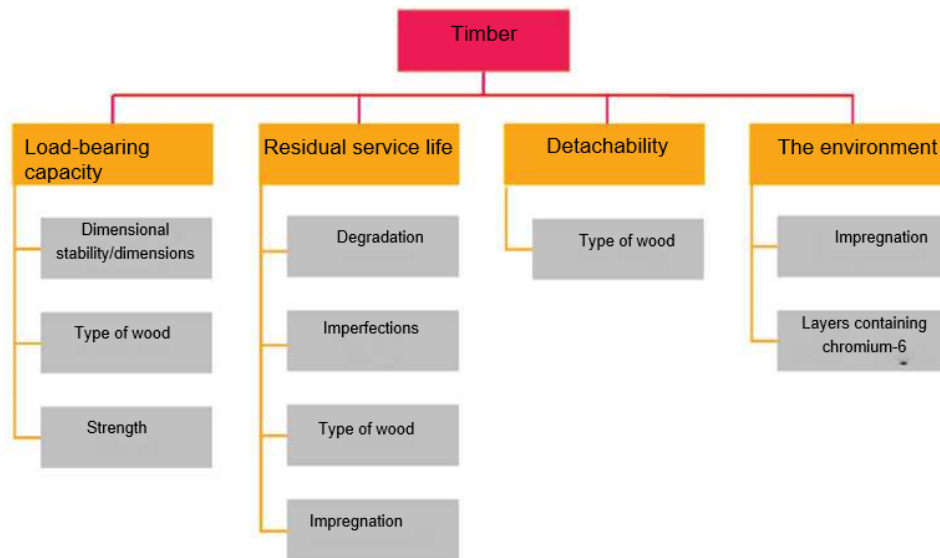 Timber
Load-bearing
capacity
Dimensional
stability/dimensions
Type of wood
Strength
Residual service life
Degradation
Imperfections
Type of wood
Impregnation
Detachability
Type of wood
The environment
Impregnation
Layers containing
chromium-6